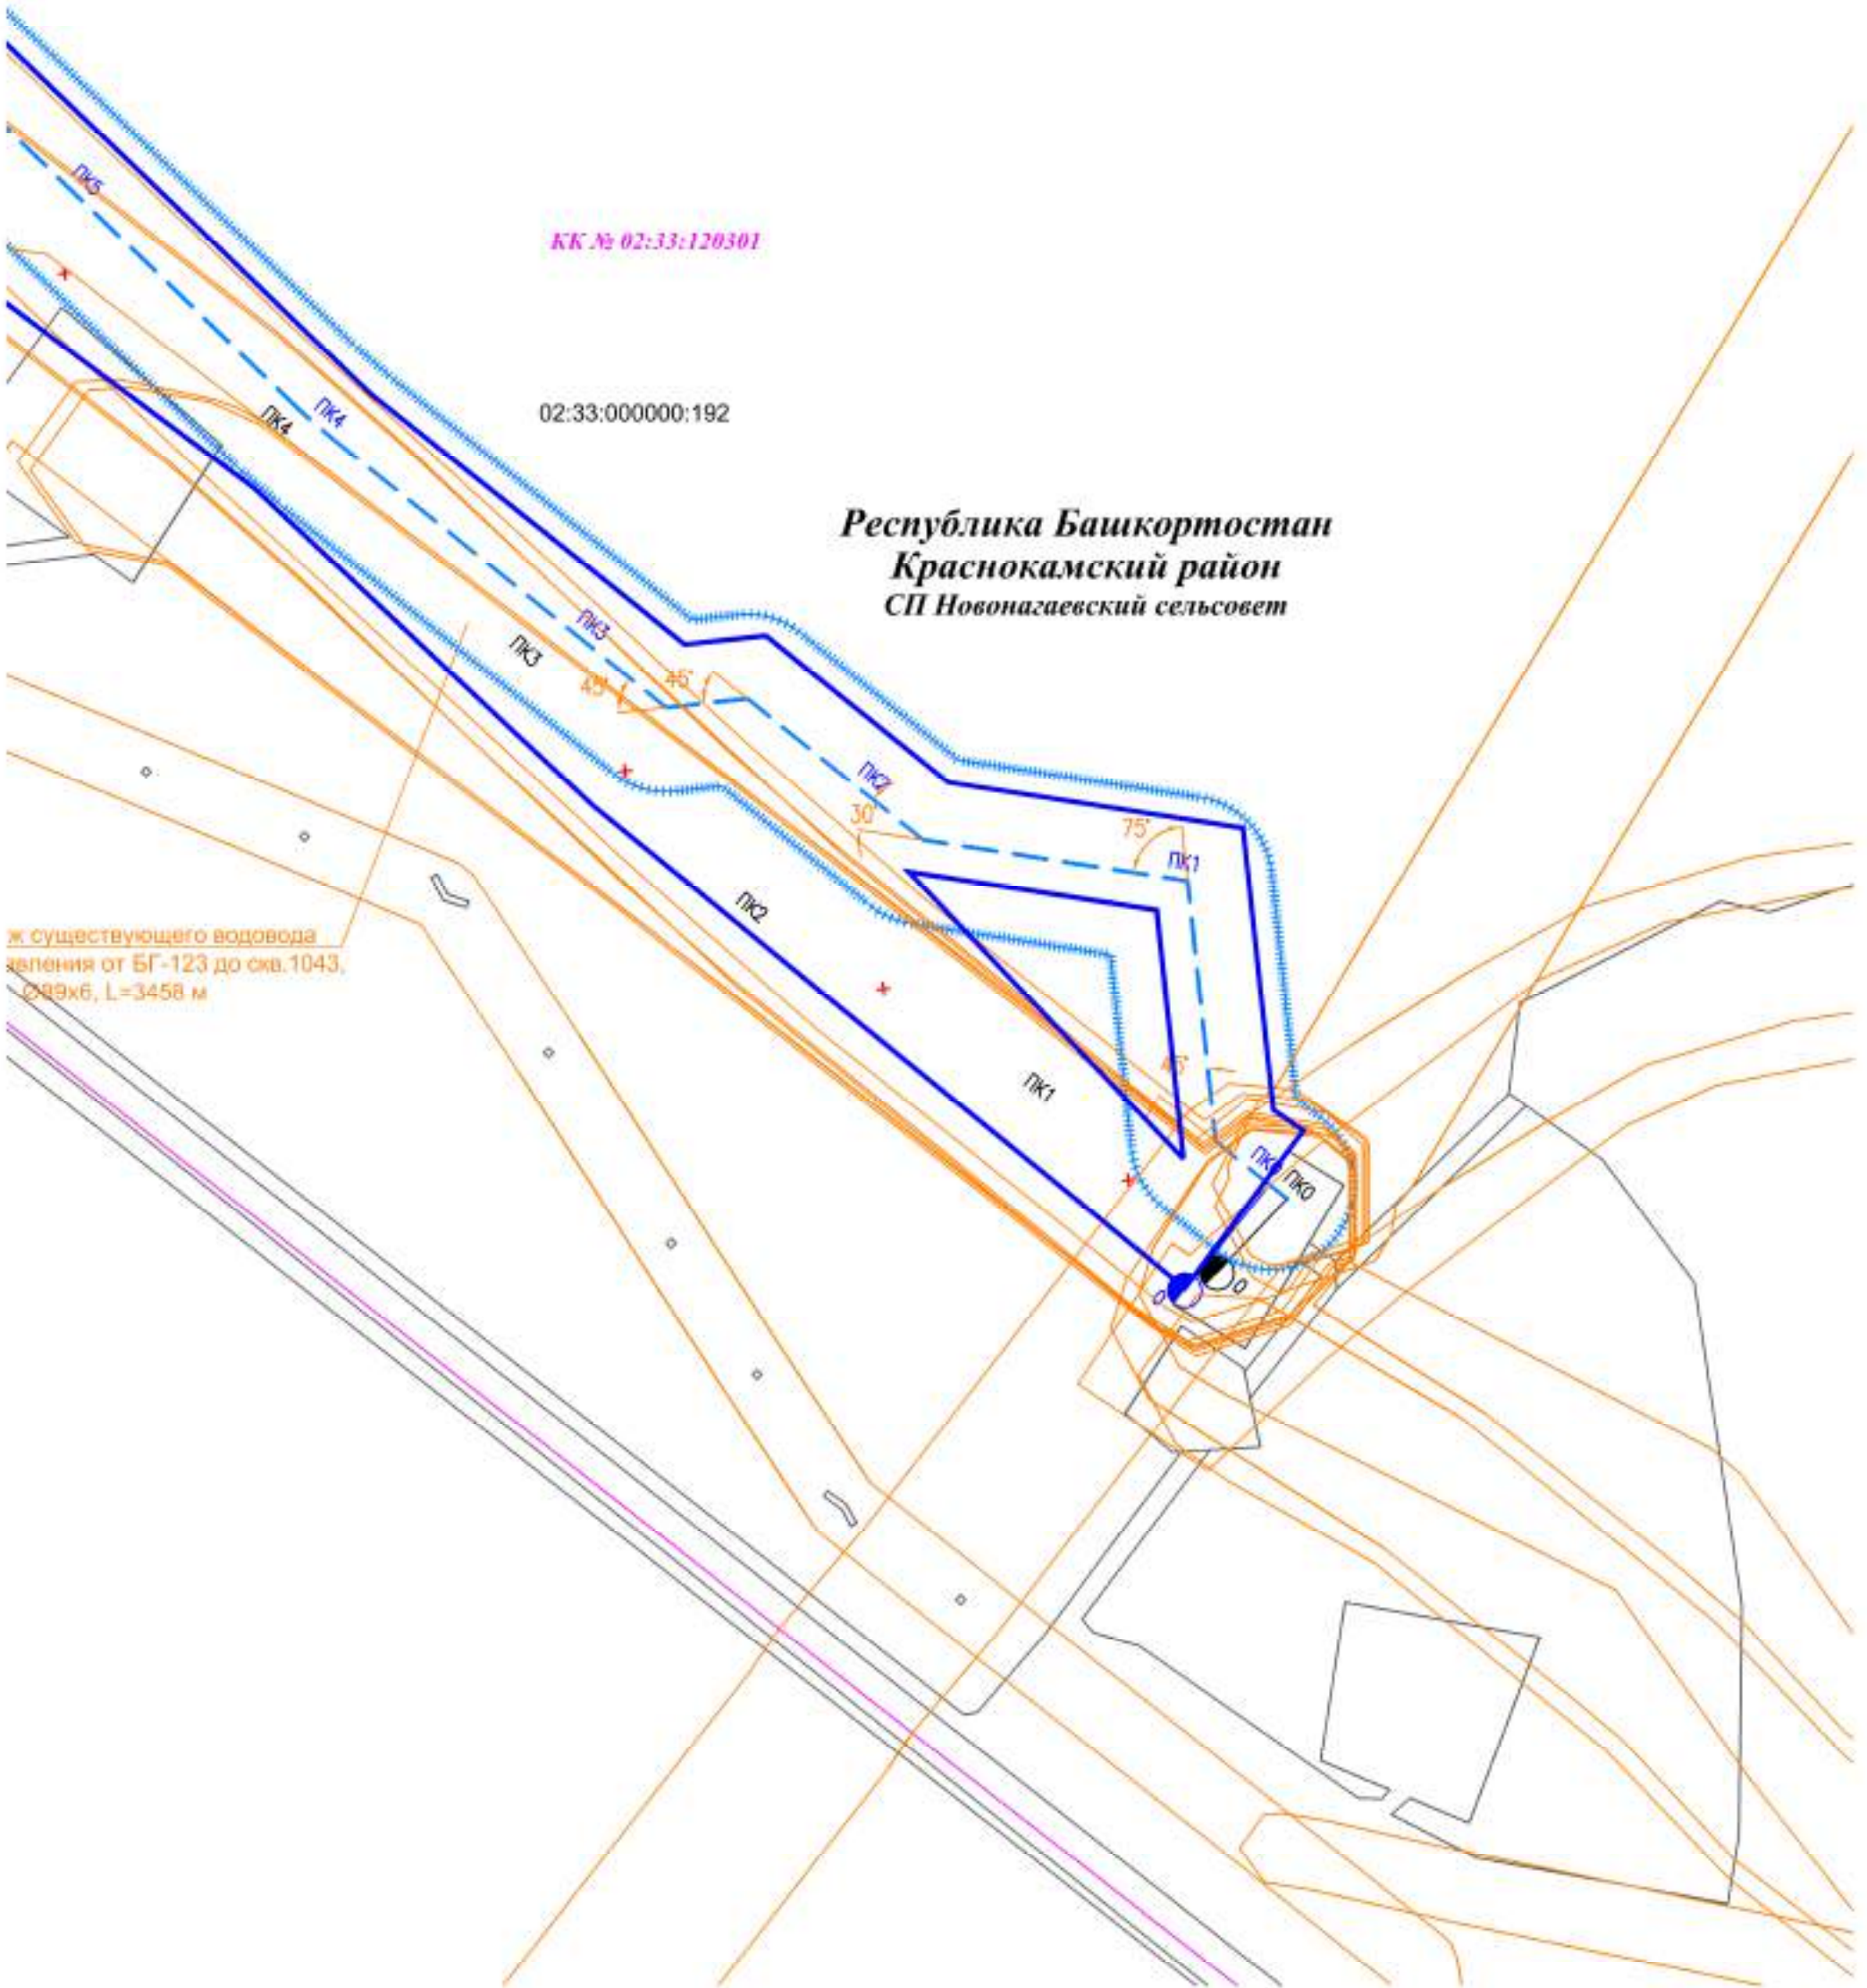 ПК5
КК № 02:33:120301
02:33:000000:192
ПК4
ПК4
Республика Башкортостан
Краснокамский район
СП Новонагаевский сельсовет
ПК3
ПК3
45°
45°
ПК2
30°
75°
ПК1
ПК2
ж существующего водовода
авления от БГ-123 до скв.1043,
Ø89х6, L=3458 м
45°
ПК1
ПК0
ПК0
0
0